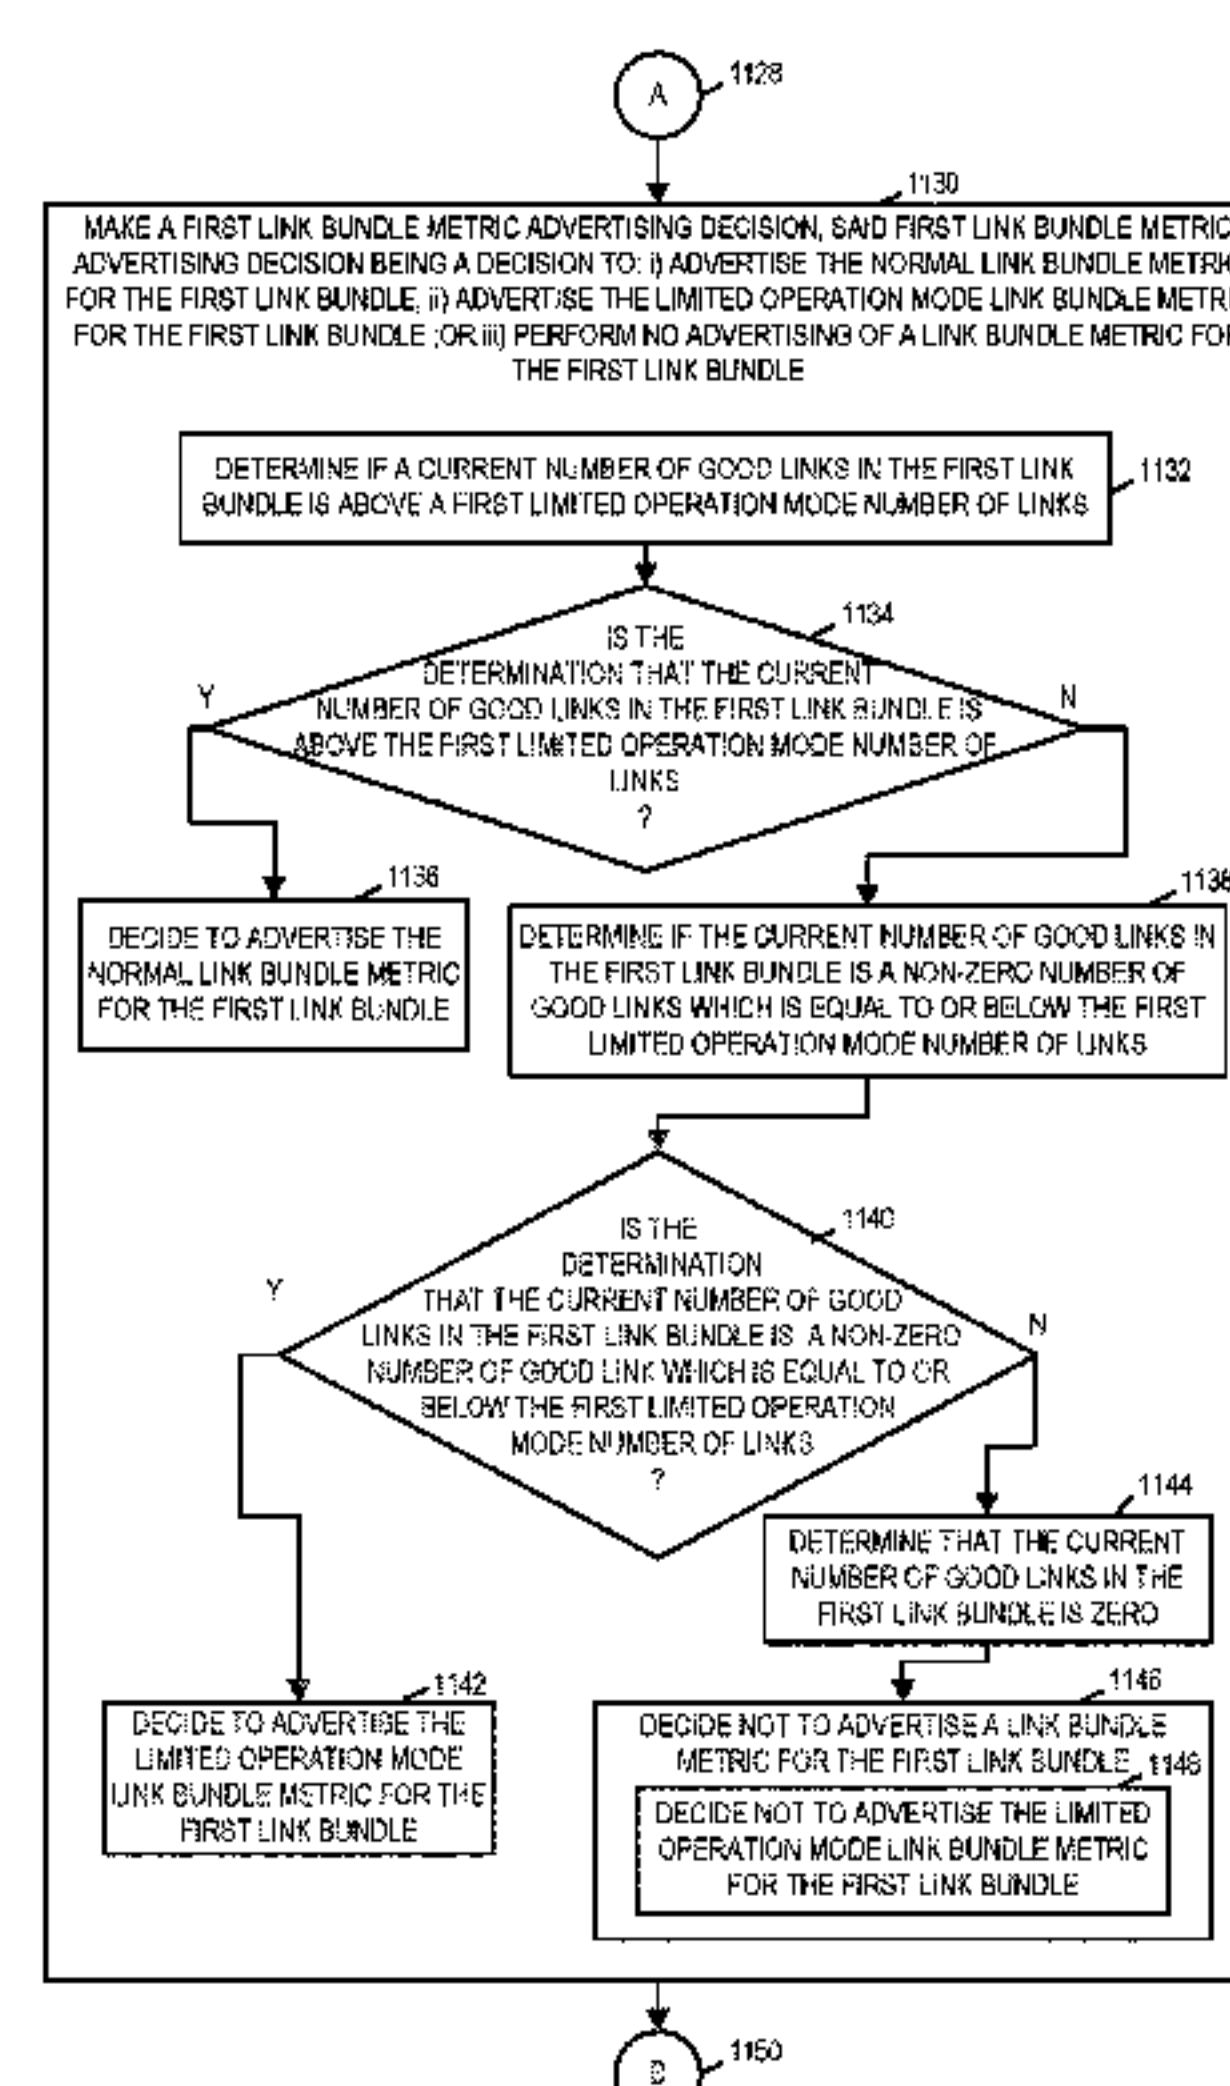 A
1128
1130
MAKE A FIRST LINK BUNDLE METRIC ADVERTISING DECISION, SAID FIRST LINK BUNDLE METRIC
ADVERTISING DECISION BEING A DECISION TO: i) ADVERTISE THE NORMAL LINK BUNDLE METRIC
FOR THE FIRST LINK BUNDLE, ii) ADVERTISE THE LIMITED OPERATION MODE LINK BUNDLE METRI
FOR THE FIRST LINK BUNDLE ;OR iii) PERFORM NO ADVERTISING OF A LINK BUNDLE METRIC FOR
THE FIRST LINK BUNDLE
DETERMINE IF A CURRENT NUMBER OF GOOD LINKS IN THE FIRST LINK
BUNDLE IS ABOVE A FIRST LIMITED OPERATION MODE NUMBER OF LINKS
1132
1134
IS THE
DETERMINATION THAT THE CURRENT
NUMBER OF GOOD LINKS IN THE FIRST LINK BUNDLE IS
ABOVE THE FIRST LIMITED OPERATION MODE NUMBER OF
LINKS
?
Y
N
1136
DECIDE TO ADVERTISE THE
NORMAL LINK BUNDLE METRIC
FOR THE FIRST LINK BUNDLE
1138
DETERMINE IF THE CURRENT NUMBER OF GOOD LINKS IN
THE FIRST LINK BUNDLE IS A NON-ZERO NUMBER OF
GOOD LINKS WHICH IS EQUAL TO OR BELOW THE FIRST
LIMITED OPERATION MODE NUMBER OF LINKS
1140
IS THE
DETERMINATION
THAT THE CURRENT NUMBER OF GOOD
LINKS IN THE FIRST LINK BUNDLE IS A NON-ZERO
NUMBER OF GOOD LINK WHICH IS EQUAL TO OR
BELOW THE FIRST LIMITED OPERATION
MODE NUMBER OF LINKS
?
Y
N
1144
DETERMINE THAT THE CURRENT
NUMBER OF GOOD LINKS IN THE
FIRST LINK BUNDLE IS ZERO
1142
DECIDE TO ADVERTISE THE
LIMITED OPERATION MODE
LINK BUNDLE METRIC FOR THE
FIRST LINK BUNDLE
1146
DECIDE NOT TO ADVERTISE A LINK BUNDLE
METRIC FOR THE FIRST LINK BUNDLE
1148
DECIDE NOT TO ADVERTISE THE LIMITED
OPERATION MODE LINK BUNDLE METRIC
FOR THE FIRST LINK BUNDLE
1150